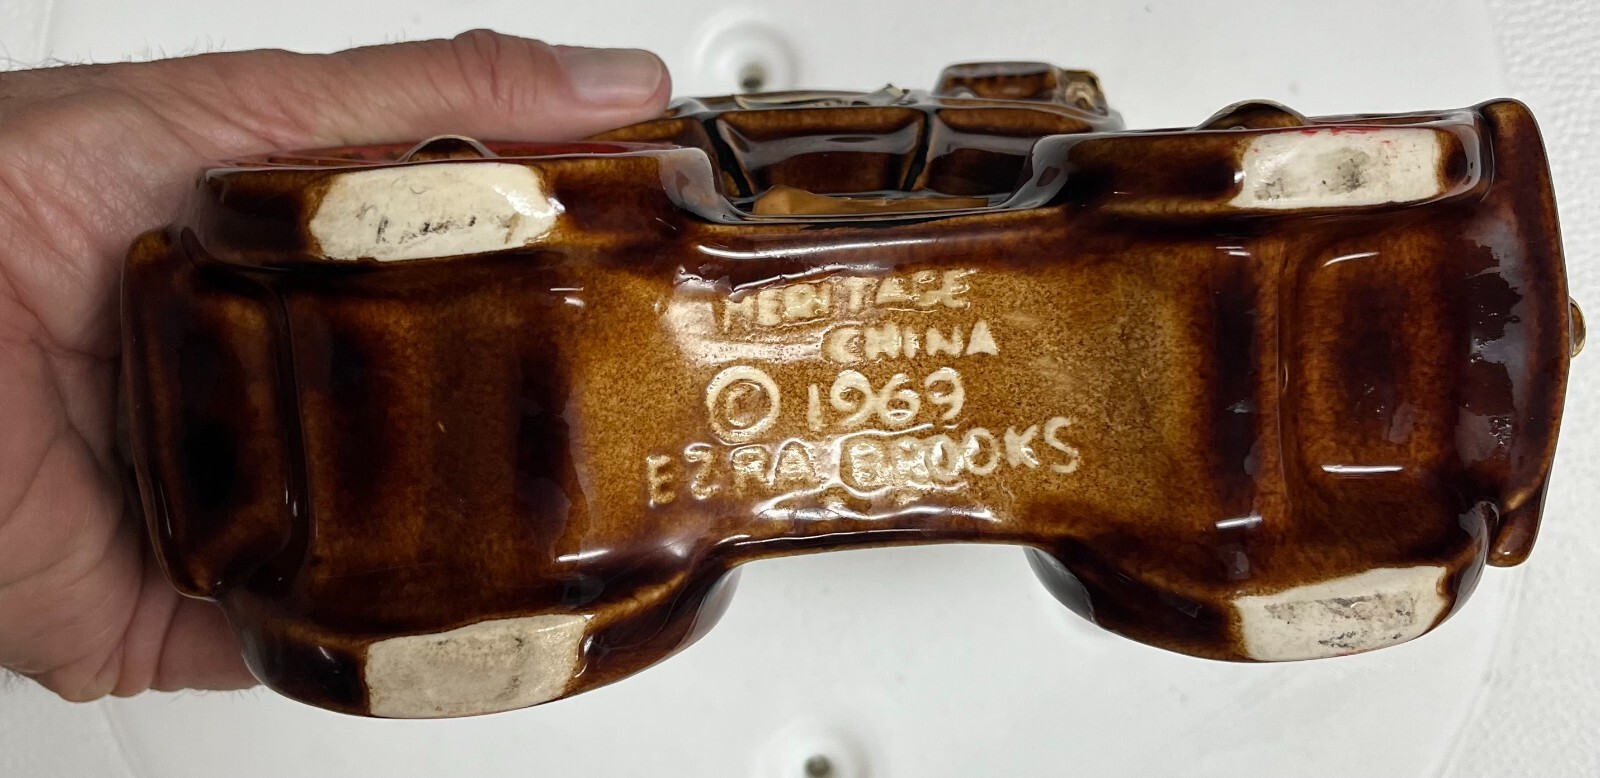 HERITAGE
CHINA
© 1969
EZRA BROOKS